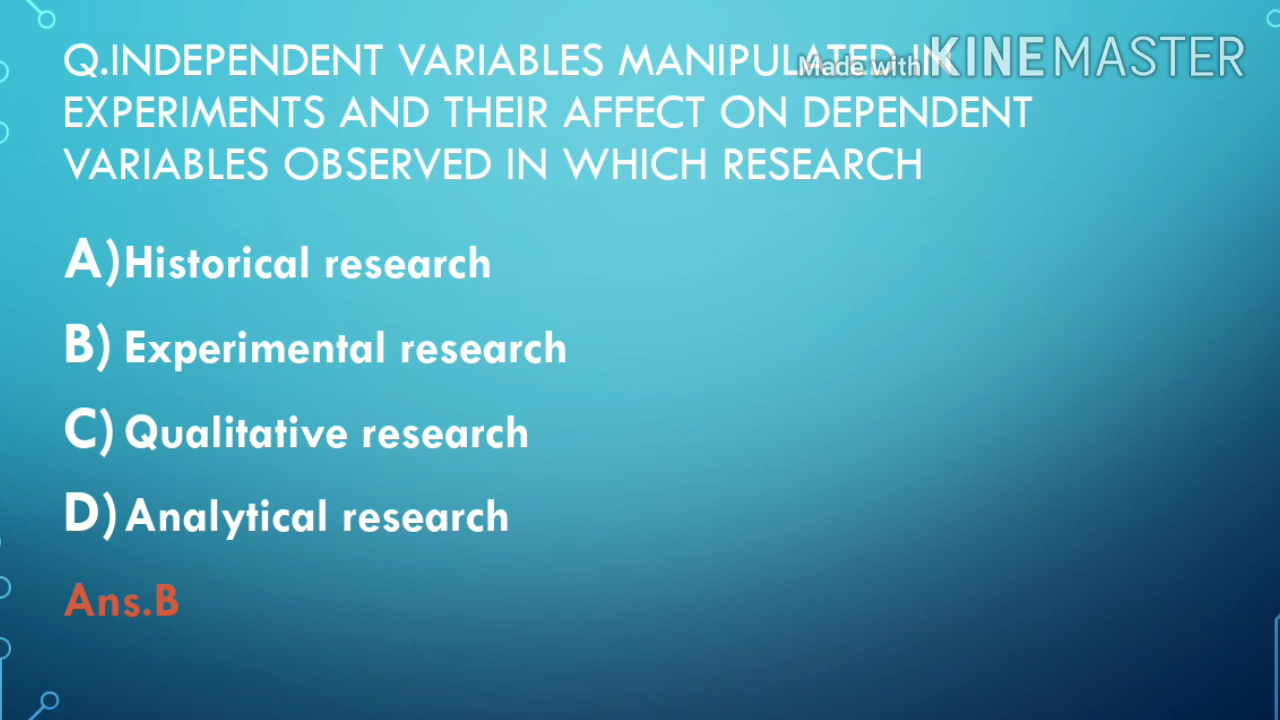 Q.INDEPENDENT VARIABLES MANIPULATED IN
Made with KINEMASTER
EXPERIMENTS AND THEIR AFFECT ON DEPENDENT
VARIABLES OBSERVED IN WHICH RESEARCH
A)Historical research
B) Experimental research
C) Qualitative research
D) Analytical research
Ans.B